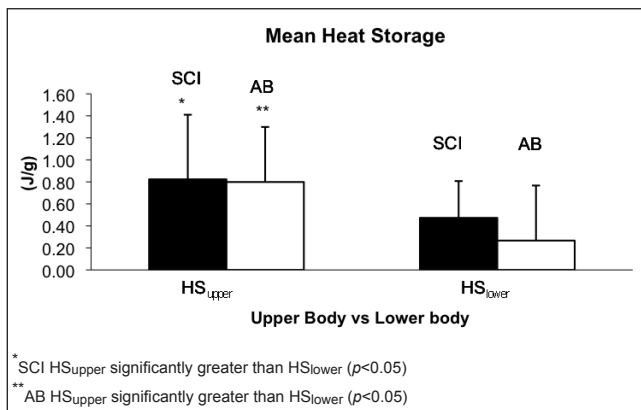 Mean Heat Storage
SCI
AB
*
**
SCI
AB
1.60
1.40
1.20
1.00
0.80
0.60
0.40
0.20
0.00
(J/g)
HSupper
HSlower
Upper Body vs Lower body
*SCI HSupper significantly greater than HSlower (p<0.05)
**AB HSupper significantly greater than HSlower (p<0.05)